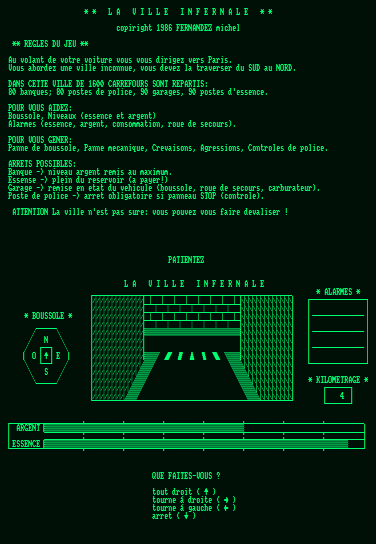 ** LA VILLE INFERNALE **
copiright 1986 FERNANDEZ michel
** REGLES DU JEU **
Au volant de votre voiture vous vous dirigez vers Paris.
Vous abordez une ville inconnue, vous devez la traverser du SUD au NORD.
DANS CETTE VILLE DE 1600 CARREFOURS SONT REPARTIS:
80 banques; 80 postes de police, 90 garages, 50 postes d'essence.
POUR VOUS AIDEZ:
Boussole, Niveaux (essence et argent)
Alarmes (essence, argent, consommation, roue de secours).
POUR VOUS GENER:
Panne de boussole, Panne mecanique, Crevaisons, Agressions, Controles de police.
ARRETS POSSIBLES:
Banque -> niveau argent remis au maximum.
Essense -> plein du reservoir (a payer!)
Garage -> remise en etat du vehicule (boussole, roue de secours, carburateur).
Poste de police -> arret obligatoire si panneau STOP (controle).
ATTENTION La ville n'est pas sure: vous pouvez vous faire devaliser !
PATIENTEZ
LA VILLE INFERNALE
* BOUSSOLE *
N
O ↑ E
S
* ALARMES *
* KILOMETRAGE *
4
ARGENT
ESSENCE
QUE FAITES-VOUS ?
tout droit ( ↑ )
tourne à droite ( → )
tourne à gauche ( ← )
arret ( ↓ )